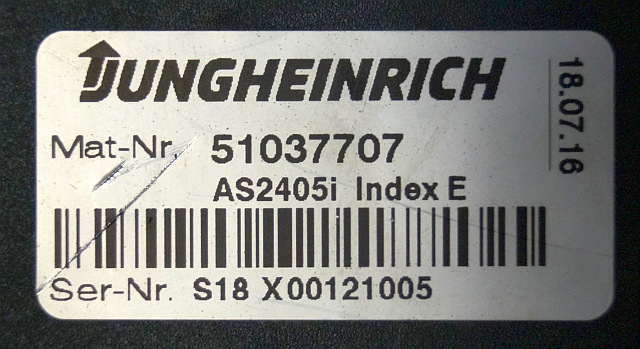 JUNGHEINRICH
Mat-Nr. 51037707
AS2405i Index E
Ser-Nr. S18 X00121005
18.07.16